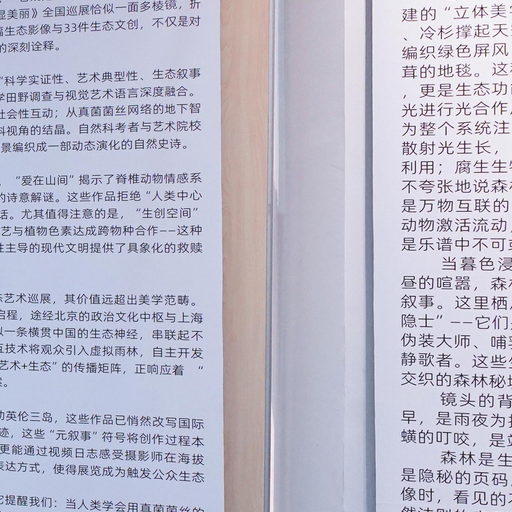 显美丽》全国巡展恰似一面多棱镜，折
生态影像与33件生态文创，不仅是对
的深刻诠释。
“科学实证性、艺术典型性、生态叙事
学田野调查与视觉艺术语言深度融合。
社会性互动；从真菌菌丝网络的地下智
科视角的结晶。自然科考者与艺术院校
景编织成一部动态演化的自然史诗。
，“爱在山间”揭示了脊椎动物情感系
的诗意解谜。这些作品拒绝“人类中心
话。尤其值得注意的是，“生创空间”
艺与植物色素达成跨物种合作——这种
性主导的现代文明提供了具象化的救赎
态艺术巡展，其价值远超出美学范畴。
启程，途经北京的政治文化中枢与上海
以一条横贯中国的生态神经，串联起不
互技术将观众引入虚拟雨林，自主开发
艺术+生态”的传播矩阵，正响应着 “
动英伦三岛，这些作品已悄然改写国际
迹，这些“元叙事”符号将创作过程本
更能通过视频日志感受摄影师在海拔
表达方式，使得展览成为触发公众生态
它提醒我们：当人类学会用真菌菌丝的
建的“立体美
、冷杉撑起天
编织绿色屏风
茸的地毯。这
，更是生态功
光进行光合作
为整个系统注
散射光生长，
利用；腐生生
不夸张地说森
是万物互联的
动物激活流动
是乐谱中不可
当暮色浸
昼的喧嚣，森
叙事。这里栖
隐士”——它们
伪装大师、哺
静歌者。这些
交织的森林秘
镜头的背
早，是雨夜为
蟥的叮咬，是
森林是生
是隐秘的页码
像时，看见的不